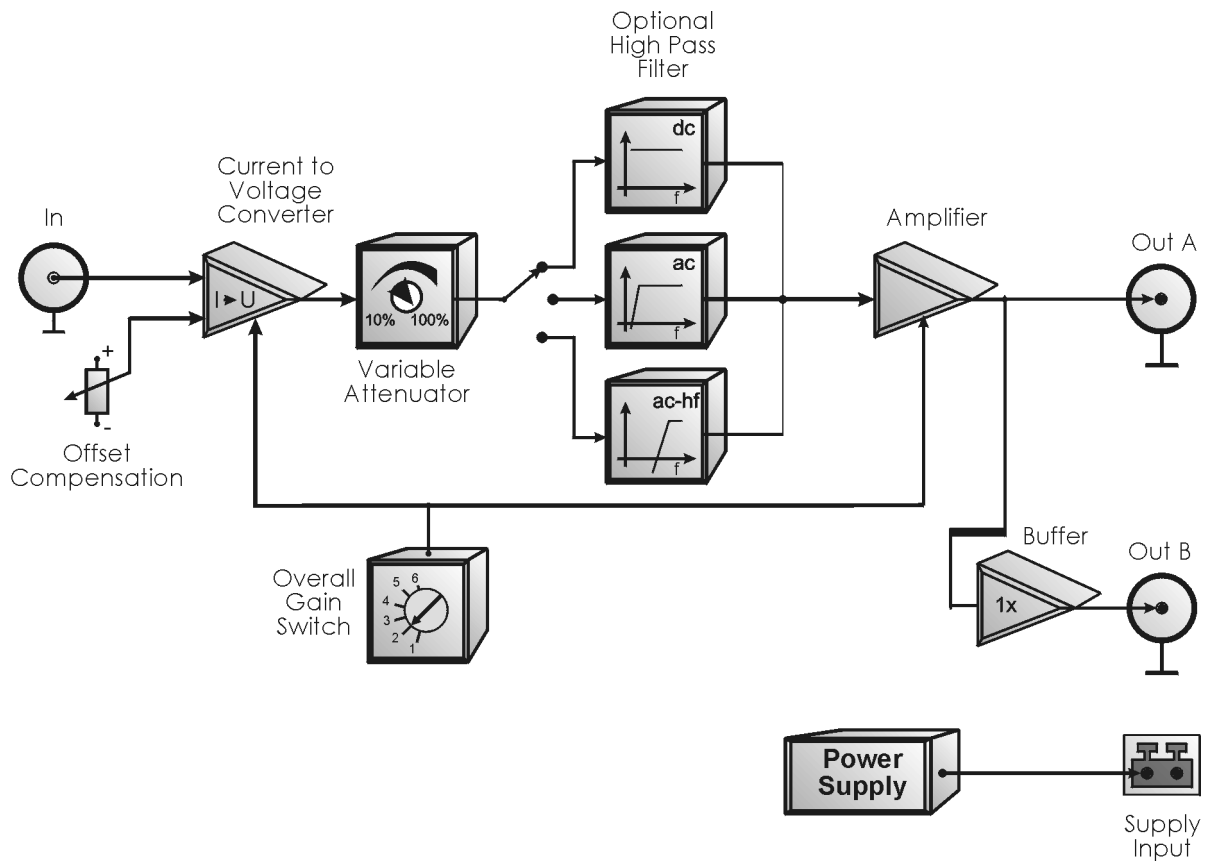 Optional
High Pass
Filter
dc
f
Current to
Voltage
Converter
In
I U
10% 100%
Variable
Attenuator
ac
f
Amplifier
Out A
ac-hf
f
+
-
Offset
Compensation
Overall
Gain
Switch
6
5
4
3
2
1
Buffer
1x
Out B
Power
Supply
Supply
Input